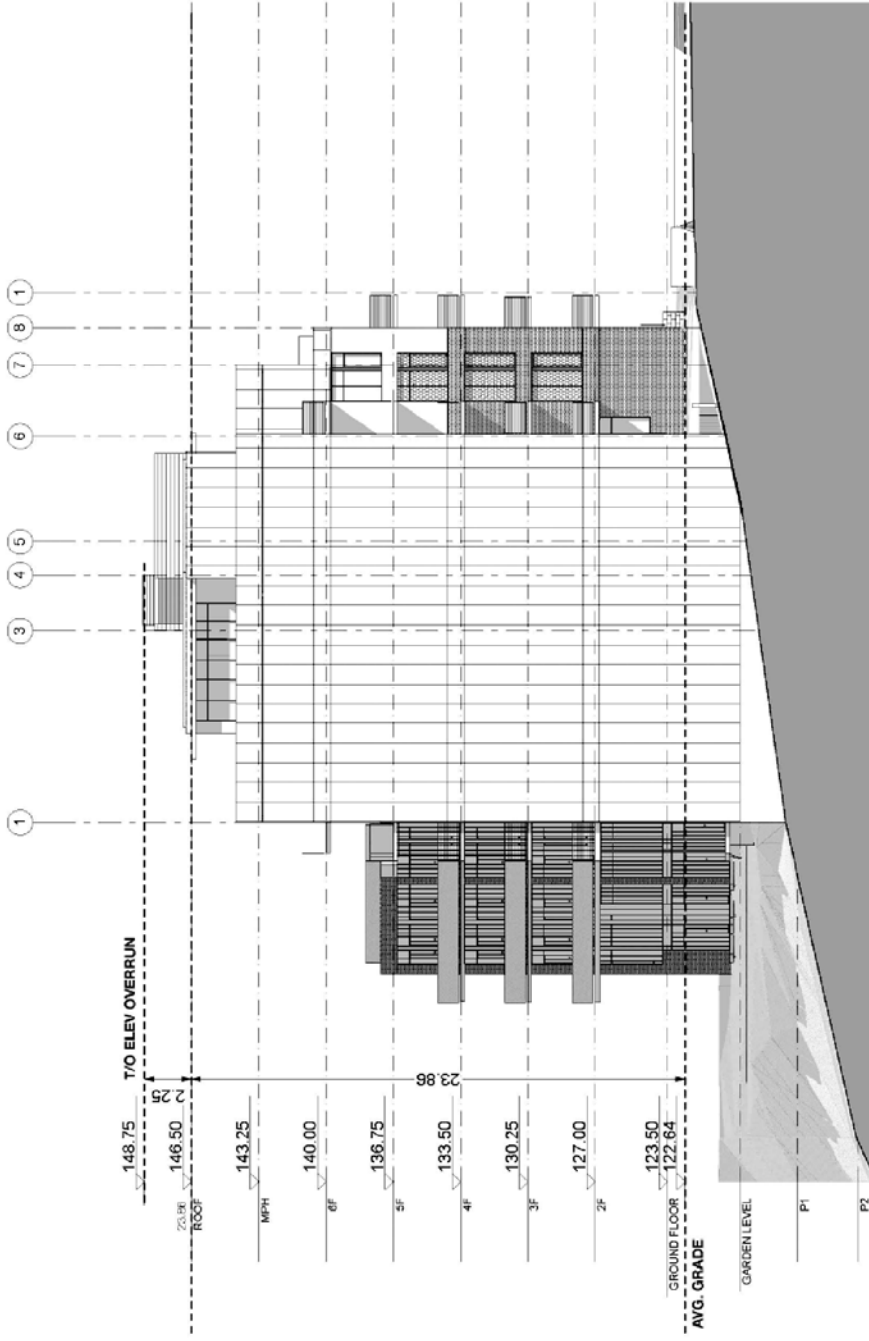 1
3
4
5
6
7
8
1
T/O ELEV OVERRUN
148.75
2.25
146.50
23.86
ROOF
143.25
MPH
140.00
6F
136.75
5F
23.86
133.50
4F
130.25
3F
127.00
2F
123.50
122.64
GROUND FLOOR
AVG. GRADE
GARDEN LEVEL
P1
P2